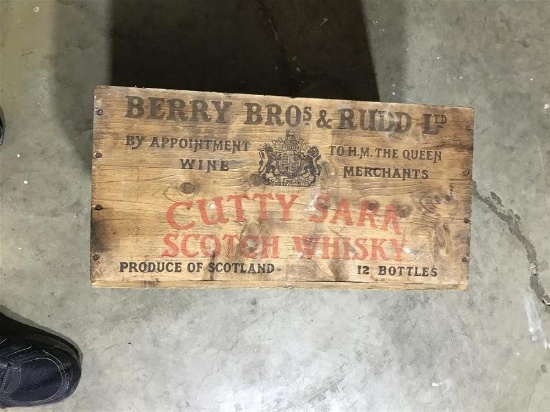 BERRY BROS & RUDD LTD
BY APPOINTMENT TO H.M. THE QUEEN
WINE MERCHANTS
CUTTY SARK
SCOTCH WHISKY
PRODUCE OF SCOTLAND 12 BOTTLES